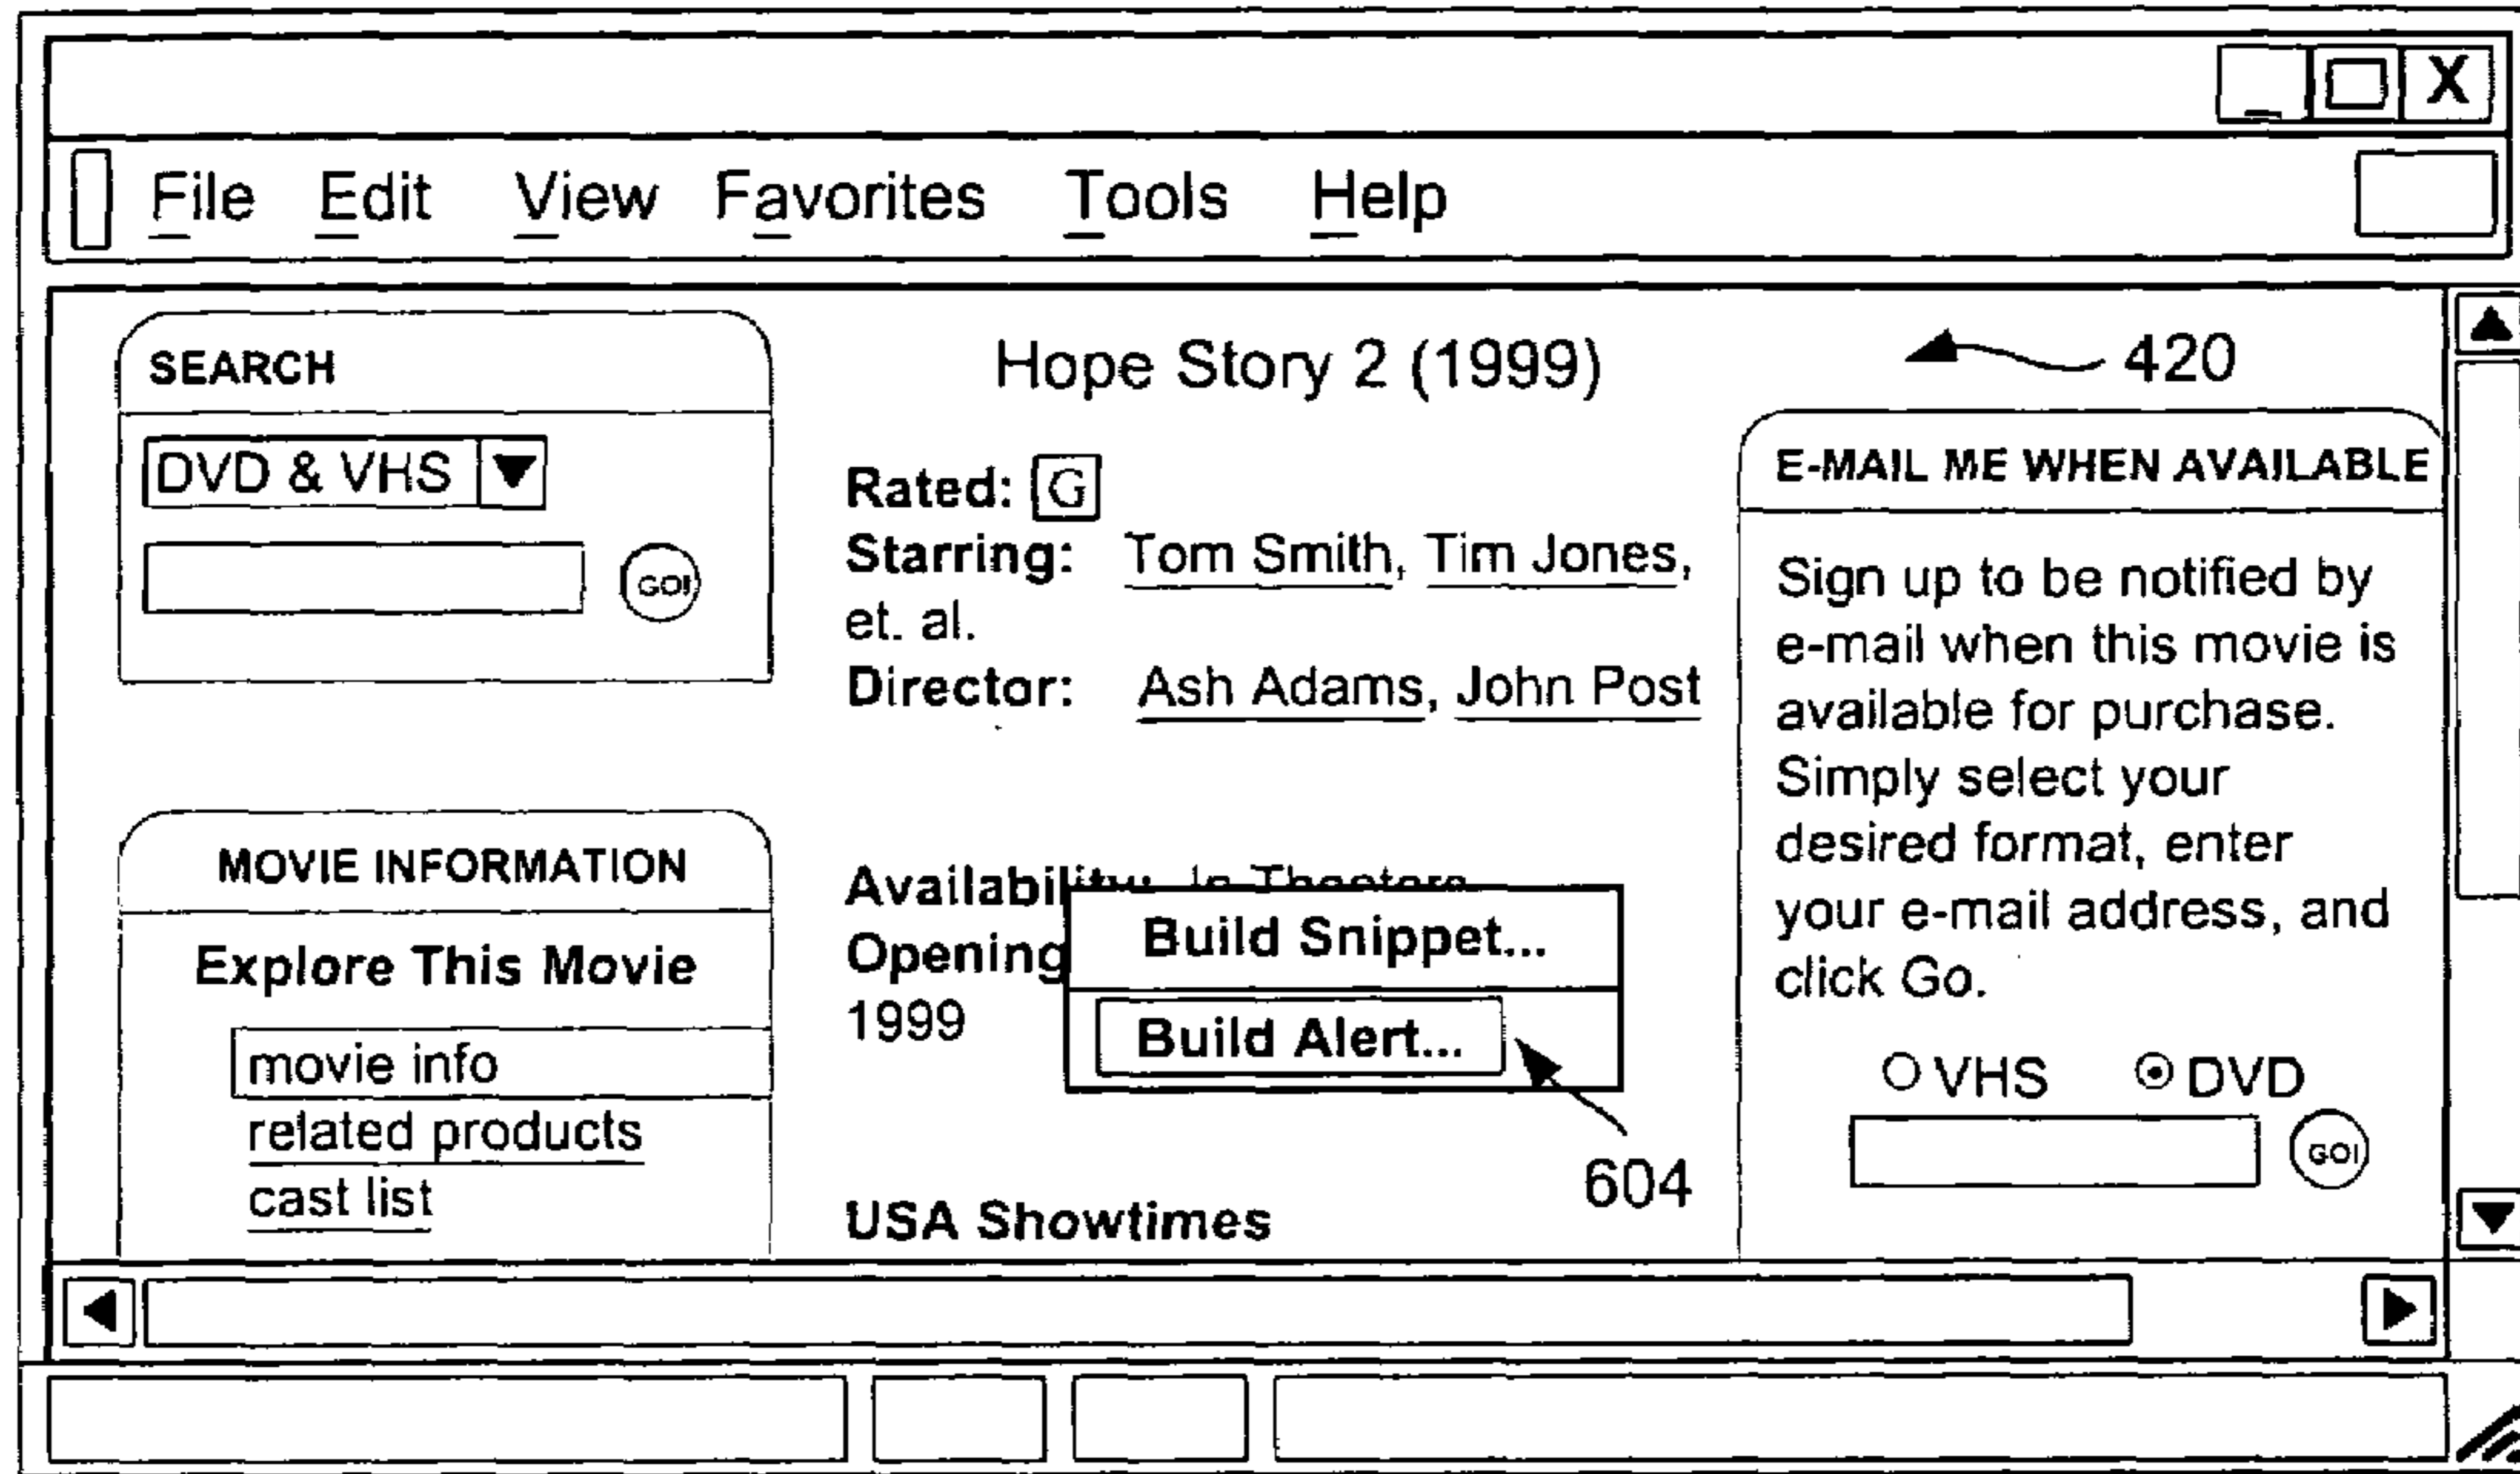 X
File Edit View Favorites Tools Help
SEARCH
DVD & VHS
GO!
MOVIE INFORMATION
Explore This Movie
movie info
related products
cast list
Hope Story 2 (1999)
420
Rated: G
Starring: Tom Smith, Tim Jones,
et. al.
Director: Ash Adams, John Post
Availability: In Theaters
Opening
1999
Build Snippet...
Build Alert...
604
USA Showtimes
E-MAIL ME WHEN AVAILABLE
Sign up to be notified by
e-mail when this movie is
available for purchase.
Simply select your
desired format, enter
your e-mail address, and
click Go.
VHS DVD
GO!